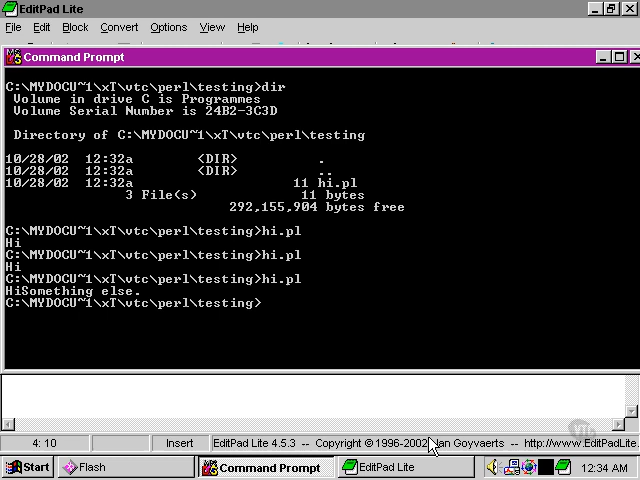 EditPad Lite
File Edit Block Convert Options View Help
Command Prompt
C:\MYDOCU~1\xT\vtc\perl\testing>dir
Volume in drive C is Programmes
Volume Serial Number is 24B2-3C3D
Directory of C:\MYDOCU~1\xT\vtc\perl\testing
10/28/02 12:32a <DIR> .
10/28/02 12:32a <DIR> ..
10/28/02 12:32a 11 hi.pl
3 File(s) 11 bytes
292,155,904 bytes free
C:\MYDOCU~1\xT\vtc\perl\testing>hi.pl
Hi
C:\MYDOCU~1\xT\vtc\perl\testing>hi.pl
Hi
C:\MYDOCU~1\xT\vtc\perl\testing>hi.pl
HiSomething else.
C:\MYDOCU~1\xT\vtc\perl\testing>
VTC
4: 10 Insert EditPad Lite 4.5.3 -- Copyright © 1996-2002 Jan Goyvaerts -- http://www.EditPadLite.
Start Flash Command Prompt EditPad Lite 12:34 AM